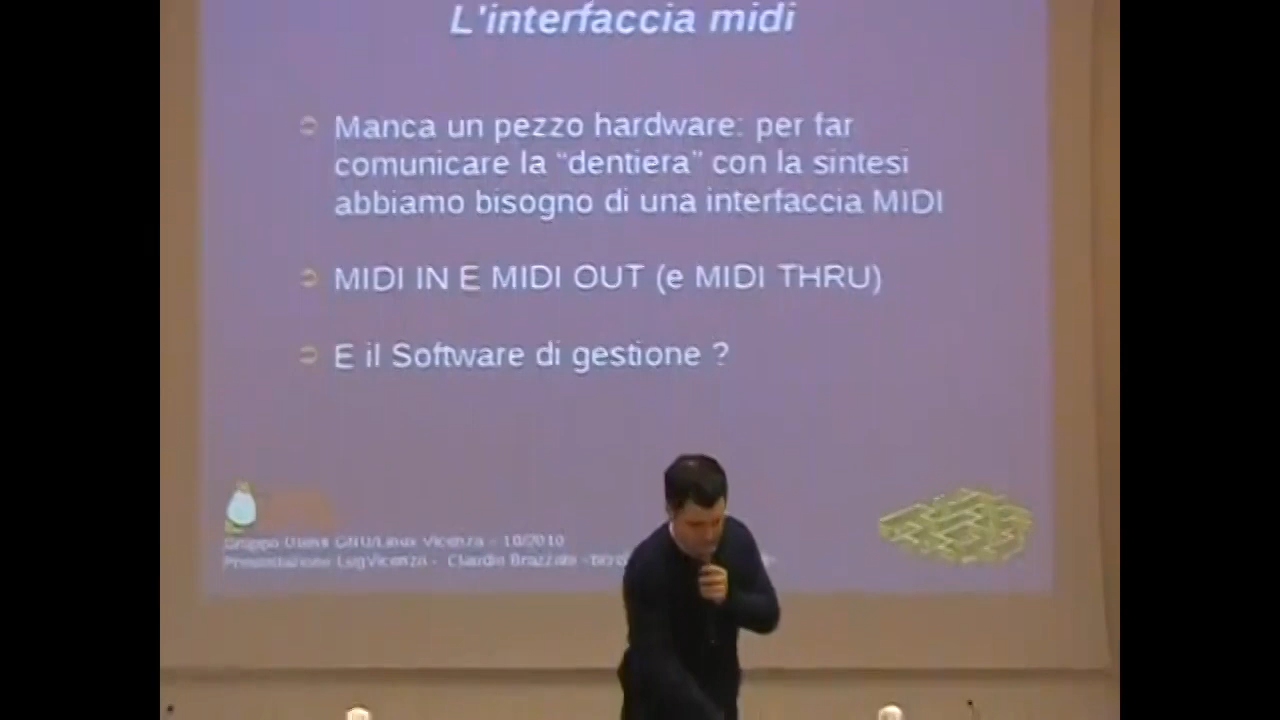 L'interfaccia midi
Manca un pezzo hardware: per far
comunicare la “dentiera” con la sintesi
abbiamo bisogno di una interfaccia MIDI
MIDI IN E MIDI OUT (e MIDI THRU)
E il Software di gestione ?
Gruppo Utenti GNU/Linux Vicenza - 10/2010
Presentazione LugVicenza - Claudio Brazzale -